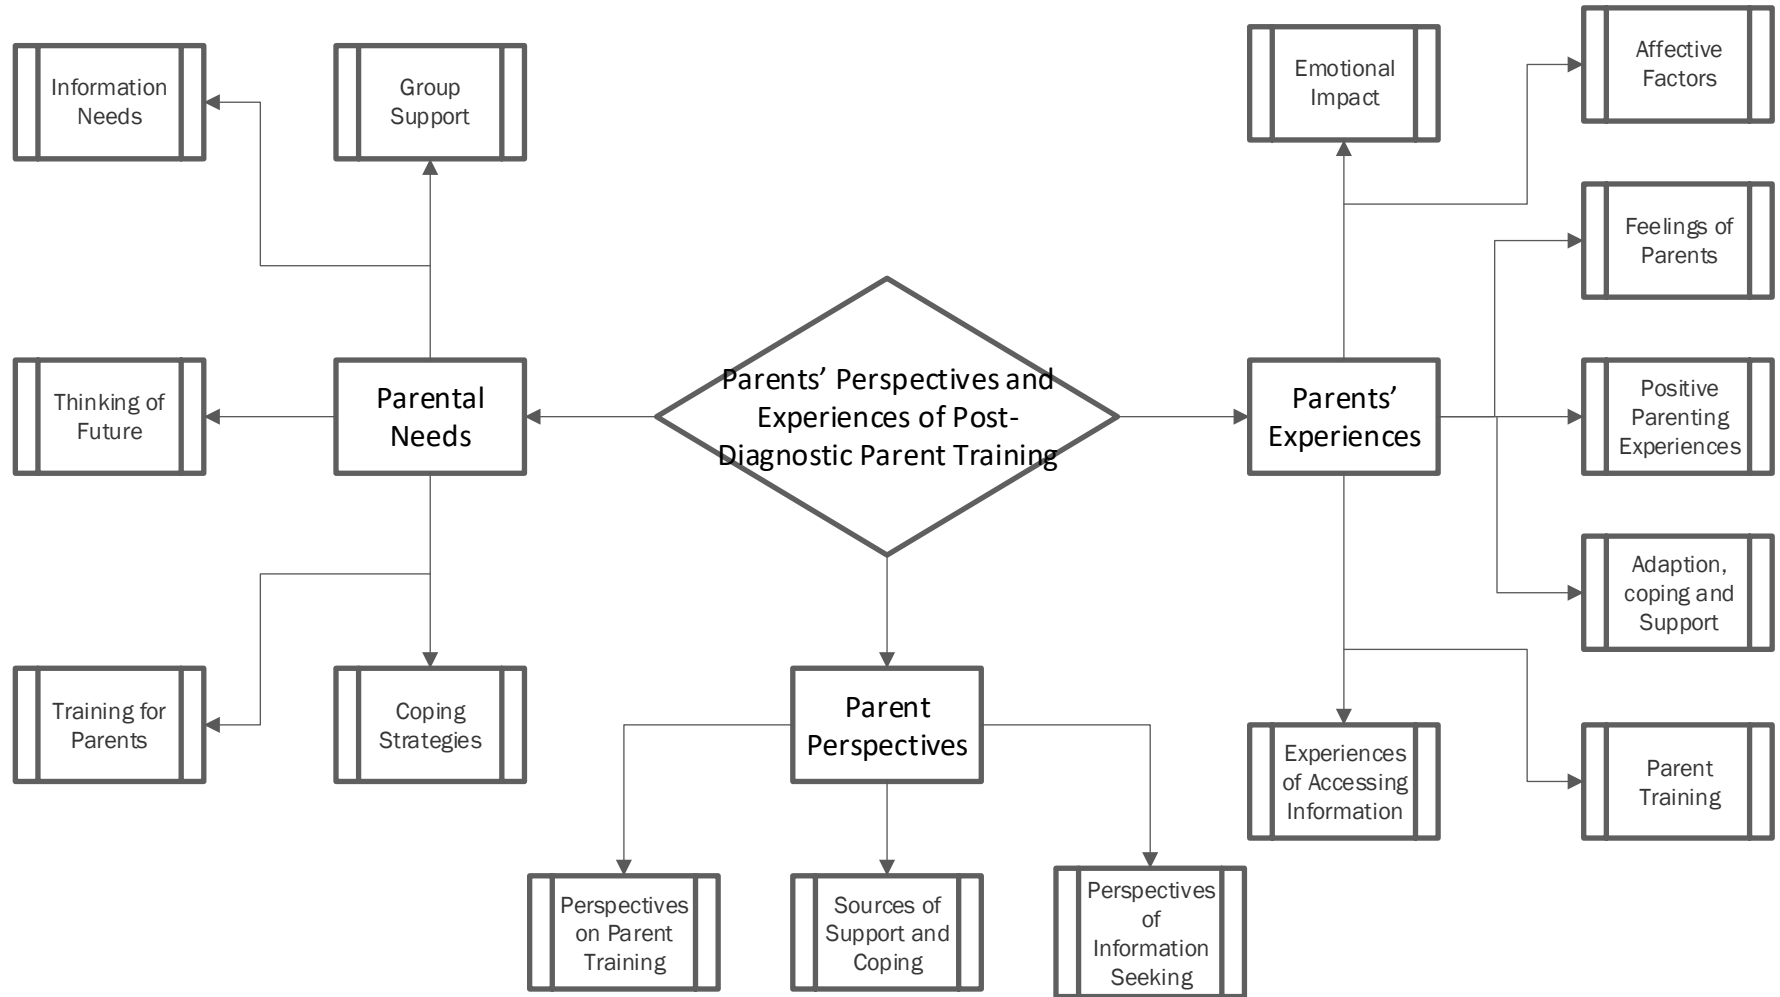 Information
Needs
Group
Support
Emotional
Impact
Affective
Factors
Feelings of
Parents
Thinking of
Future
Parental
Needs
Parents’ Perspectives and
Experiences of Post-
Diagnostic Parent Training
Parents’
Experiences
Positive
Parenting
Experiences
Adaption,
coping and
Support
Training for
Parents
Coping
Strategies
Parent
Perspectives
Experiences
of Accessing
Information
Parent
Training
Perspectives
on Parent
Training
Sources of
Support and
Coping
Perspectives
of
Information
Seeking